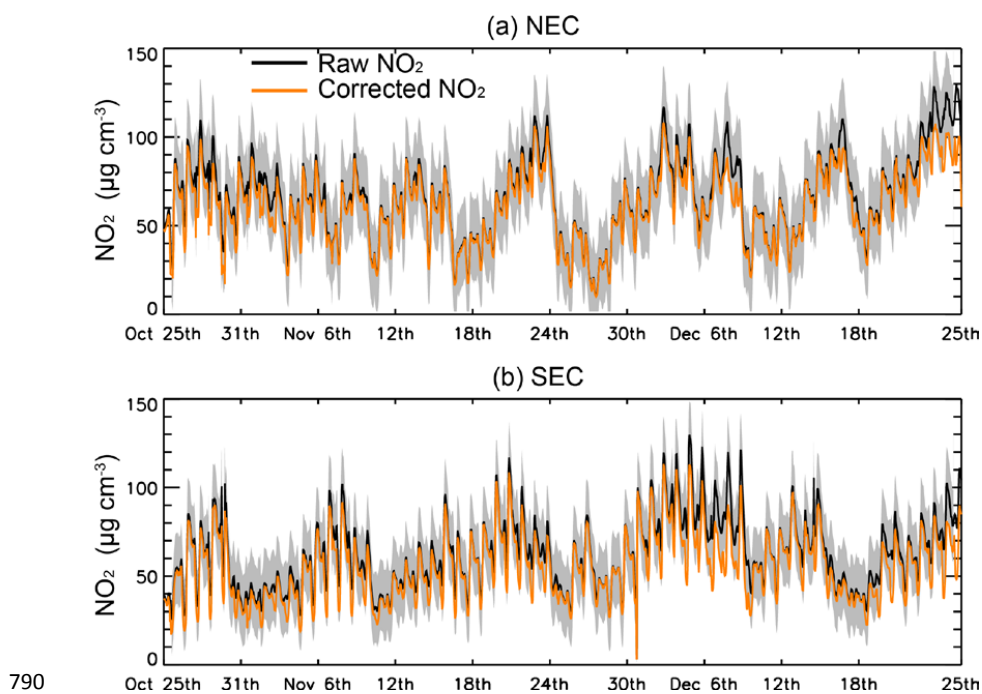 (a) NEC
150
100
50
0
NO₂ (µg cm⁻³)
Raw NO₂
Corrected NO₂
Oct 25th 31th Nov 6th 12th 18th 24th 30th Dec 6th 12th 18th 25th
(b) SEC
150
100
50
0
NO₂ (µg cm⁻³)
790
Oct 25th 31th Nov 6th 12th 18th 24th 30th Dec 6th 12th 18th 25th